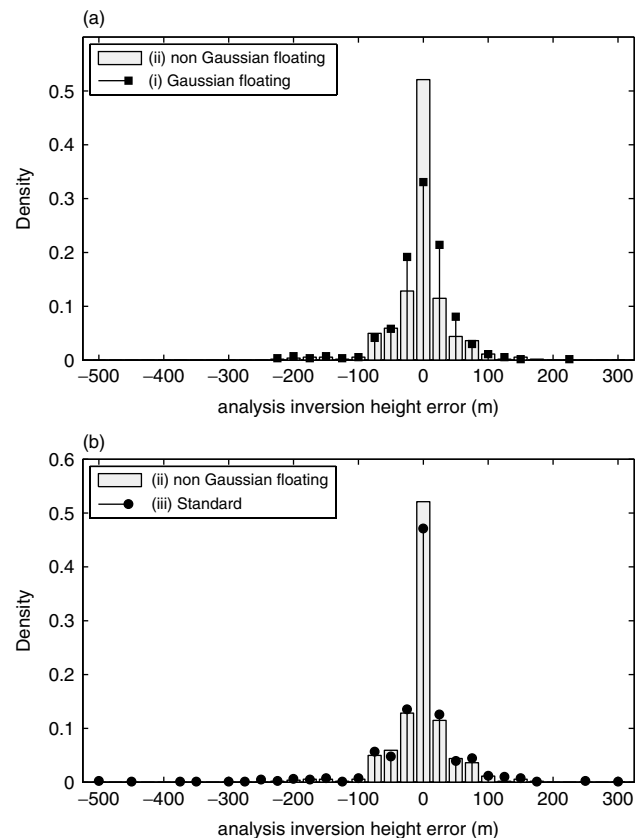 (a)
(ii) non Gaussian floating
(i) Gaussian floating
0.5
0.4
0.3
0.2
0.1
0
Density
−500 −400 −300 −200 −100 0 100 200 300
analysis inversion height error (m)
(b)
0.6
(ii) non Gaussian floating
(iii) Standard
0.5
0.4
0.3
0.2
0.1
0
Density
−500 −400 −300 −200 −100 0 100 200 300
analysis inversion height error (m)